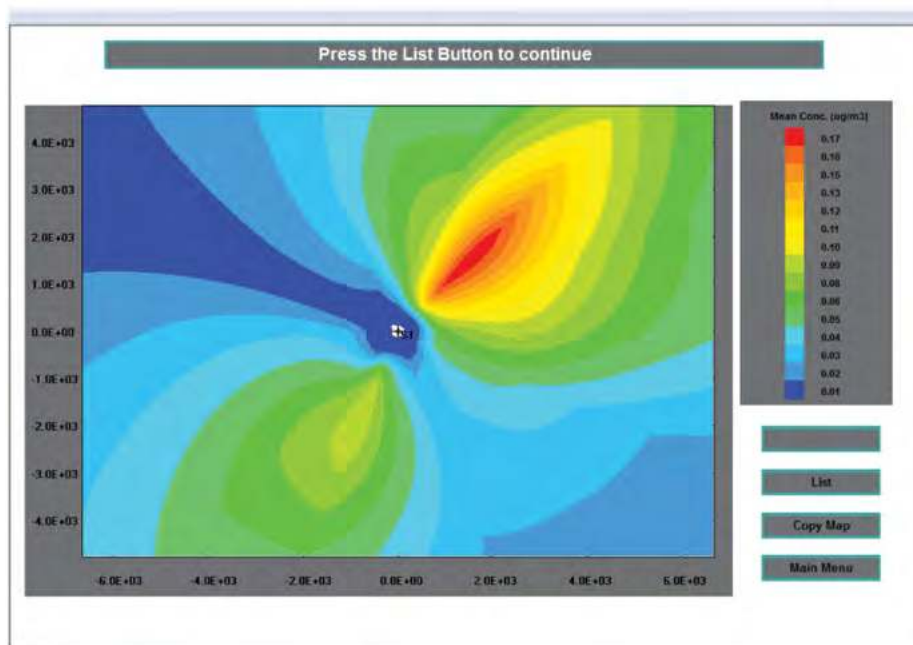 Press the List Button to continue
Mean Conc. (ug/m3)
0.17
0.16
0.15
0.13
0.12
0.11
0.10
0.09
0.08
0.06
0.05
0.04
0.03
0.02
0.01
4.0E+03
3.0E+03
2.0E+03
1.0E+03
0.0E+00
-1.0E+03
-2.0E+03
-3.0E+03
-4.0E+03
-6.0E+03
-4.0E+03
-2.0E+03
0.0E+00
2.0E+03
4.0E+03
6.0E+03
List
Copy Map
Main Menu